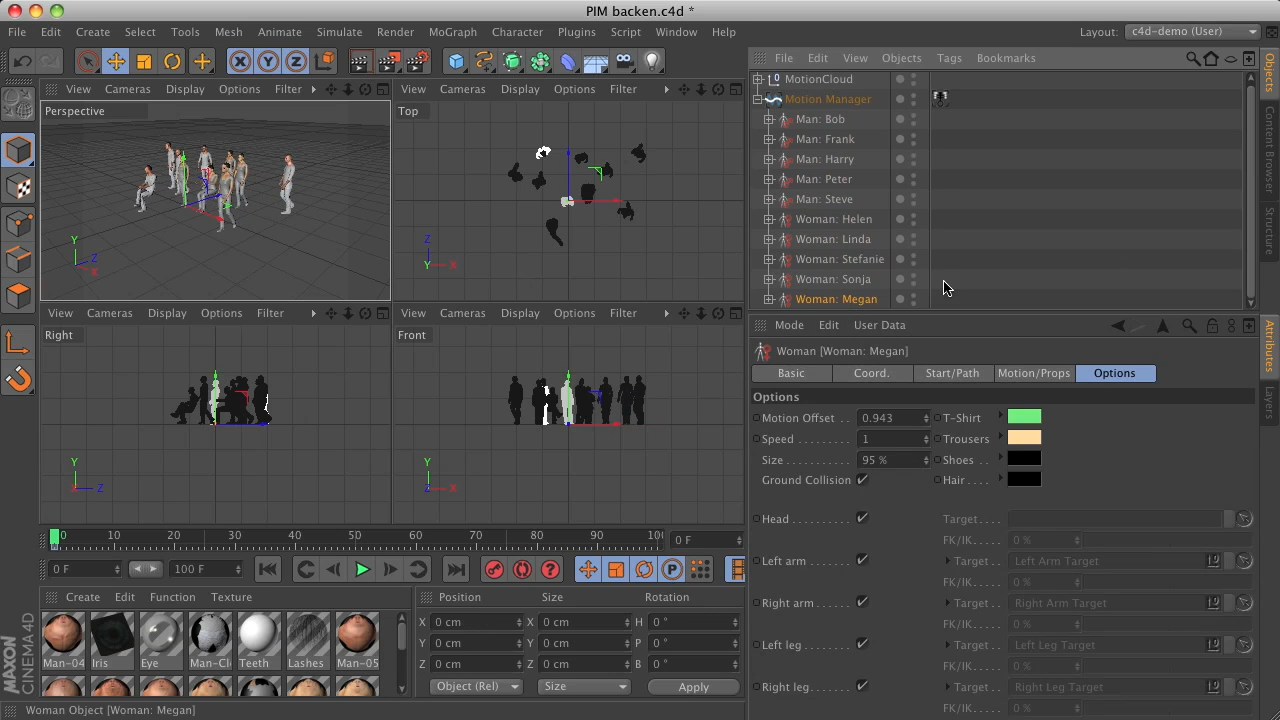 PIM backen.c4d *
File Edit Create Select Tools Mesh Animate Simulate Render MoGraph Character Plugins Script Window Help
Layout: c4d-demo (User)
X Y Z
View Cameras Display Options Filter
Perspective
Y
Z
X
View Cameras Display Options Filter
Top
Z
Y X
View Cameras Display Options Filter
Right
Y
X Z
View Cameras Display Options Filter
Front
Y
Z X
File Edit View Objects Tags Bookmarks
MotionCloud
Motion Manager
Man: Bob
Man: Frank
Man: Harry
Man: Peter
Man: Steve
Woman: Helen
Woman: Linda
Woman: Stefanie
Woman: Sonja
Woman: Megan
Objects
Content Browser
Structure
Mode Edit User Data
Woman [Woman: Megan]
Basic Coord. Start/Path Motion/Props Options
Options
Motion Offset . . 0.943 T-Shirt
Speed . . . . . . . . . 1 Trousers
Size . . . . . . . . . . . 95 % Shoes . .
Ground Collision Hair . . . .
Head . . . . . . . . . Target . . . .
FK/IK. . . . . 0 %
Left arm . . . . . . . Target . . . Left Arm Target
FK/IK. . . . . 0 %
Right arm . . . . . Target . . . Right Arm Target
FK/IK. . . . . 0 %
Left leg . . . . . . . . Target . . . Left Leg Target
FK/IK. . . . . 0 %
Right leg. . . . . . Target . . . Right Leg Target
FK/IK. . . . . 0 %
Attributes
Layers
0 10 20 30 40 50 60 70 80 90 10
0 F
0 F 100 F
P
Create Edit Function Texture
Man-04 Iris Eye Man-Cl Teeth Lashes Man-05
Position Size Rotation
X 0 cm X 0 cm H 0 °
Y 0 cm Y 0 cm P 0 °
Z 0 cm Z 0 cm B 0 °
Object (Rel) Size Apply
MAXON
CINEMA 4D
Woman Object [Woman: Megan]